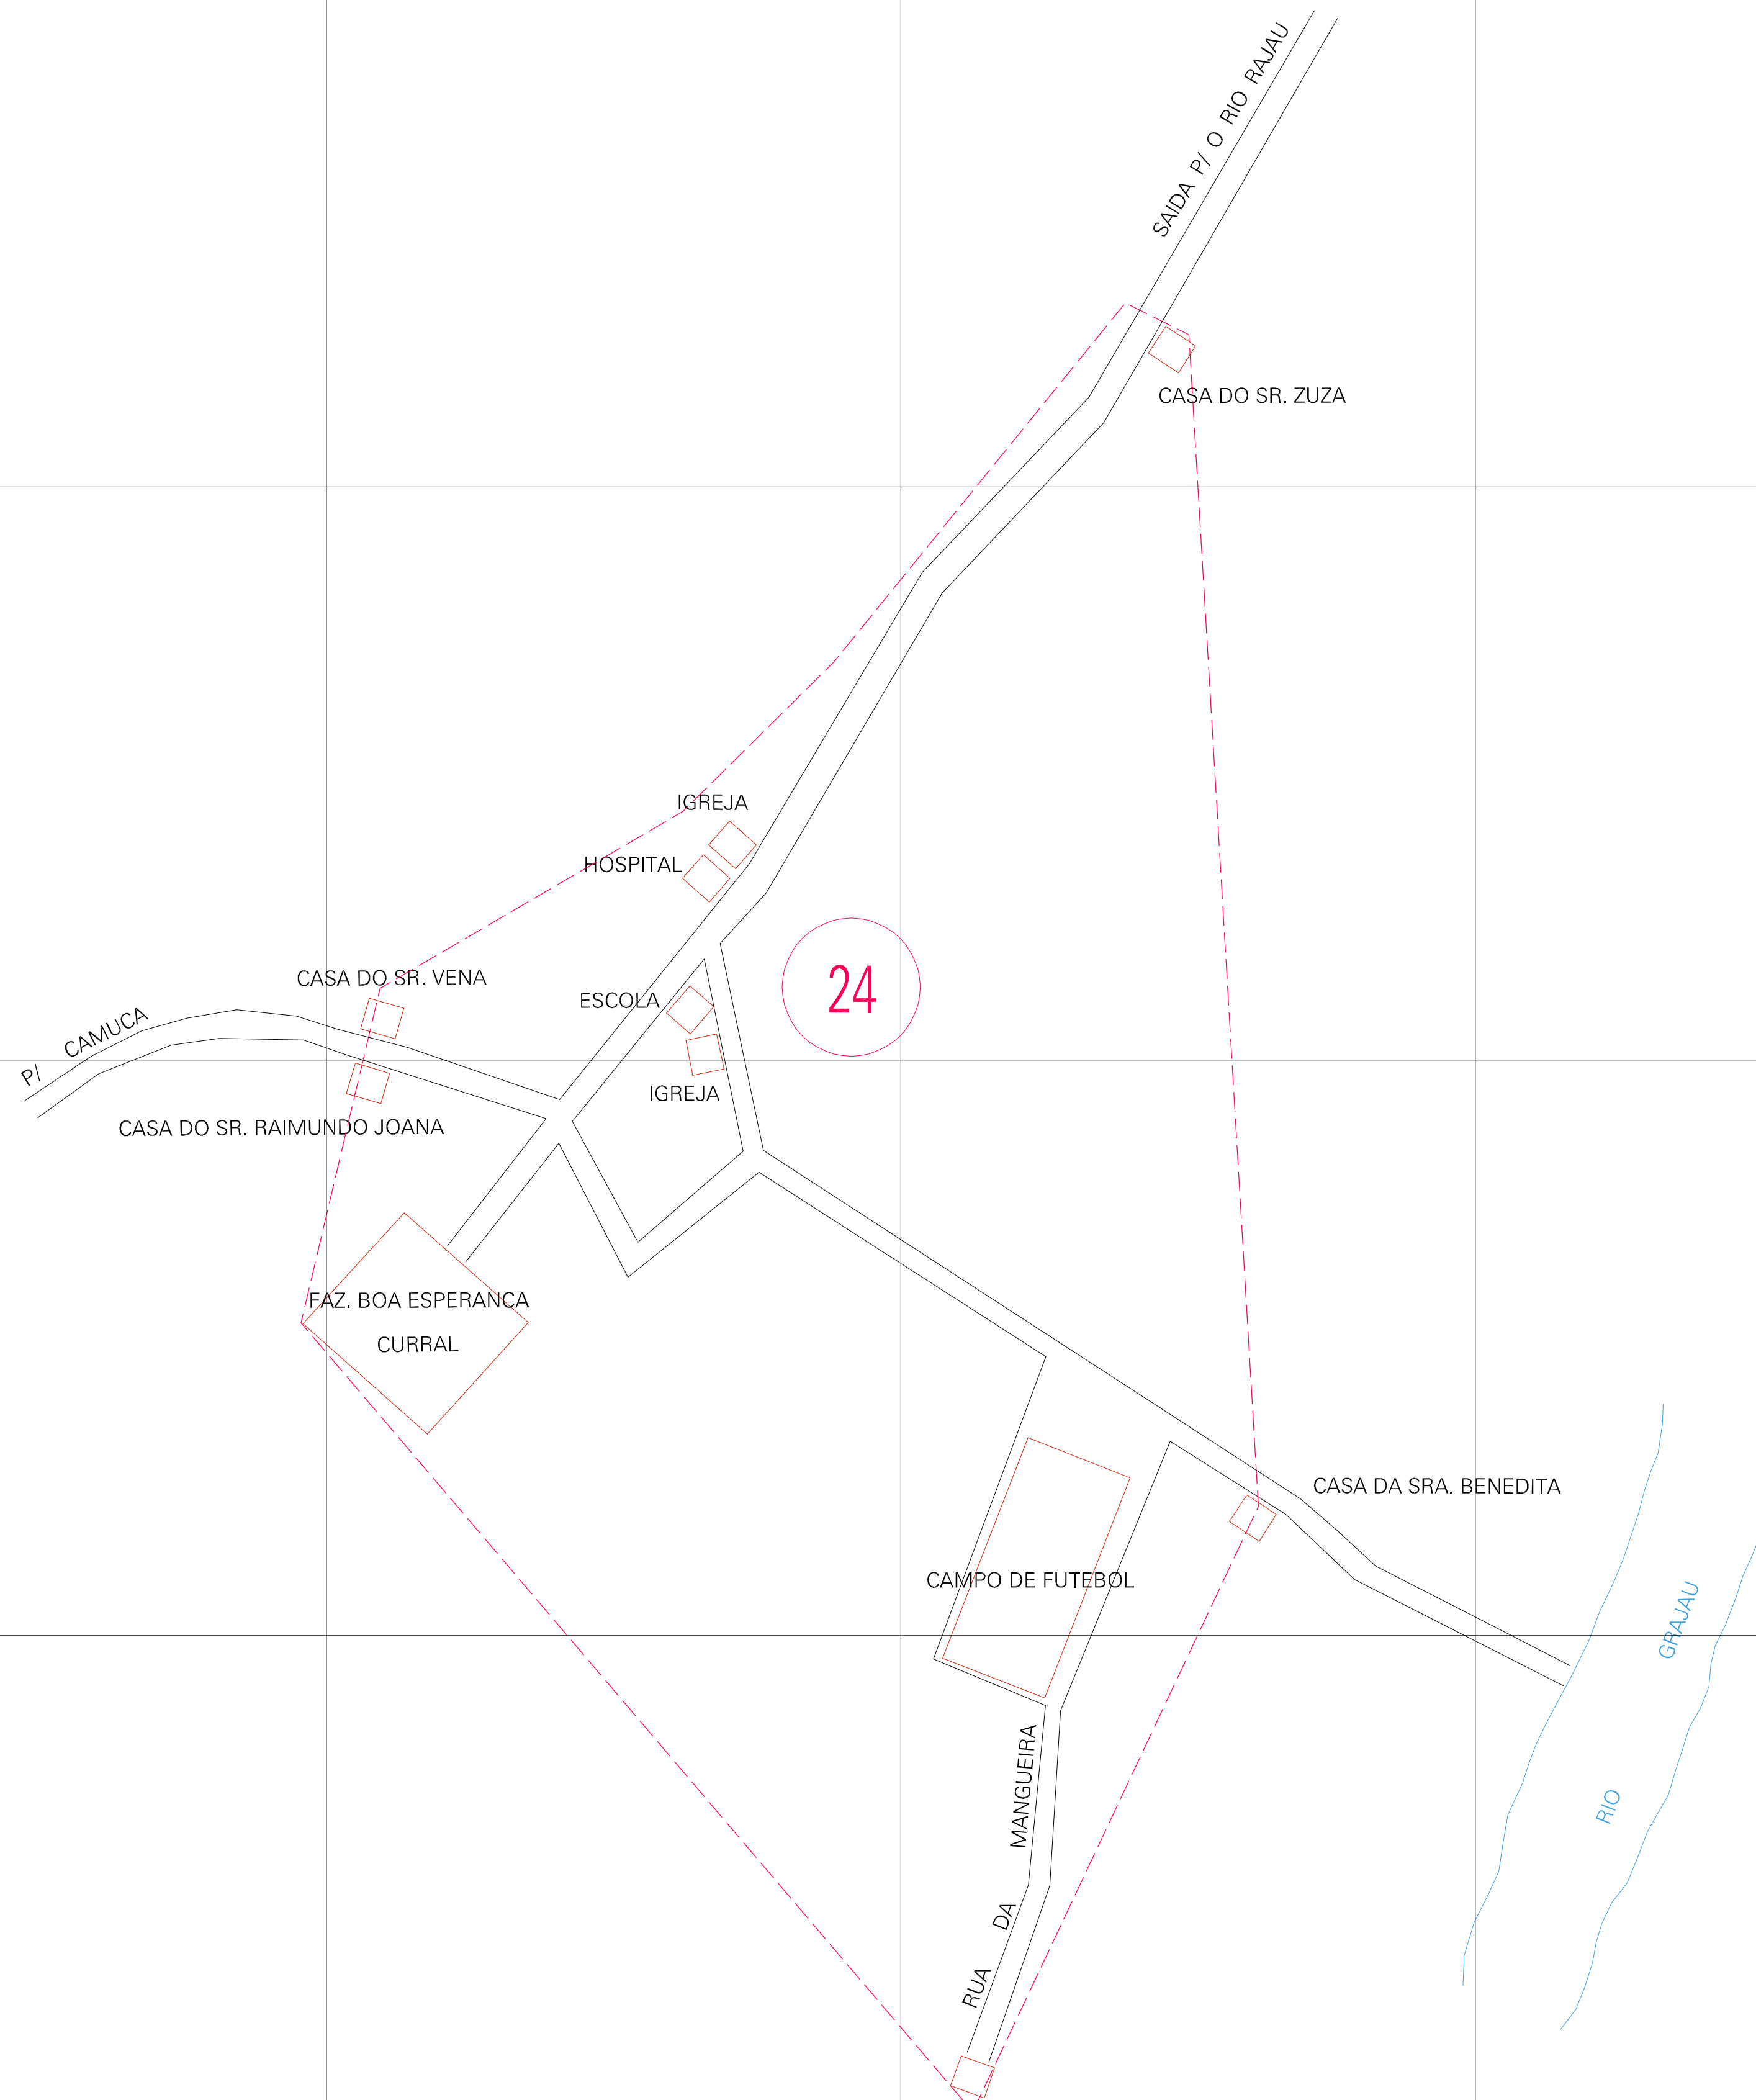 SAIDA P/ O RIO RAJAU
CASA DO SR. ZUZA
IGREJA
HOSPITAL
24
CASA DO SR. VENA
ESCOLA
P/ CAMUCA
IGREJA
CASA DO SR. RAIMUNDO JOANA
FAZ. BOA ESPERANCA
CURRAL
CASA DA SRA. BENEDITA
CAMPO DE FUTEBOL
RIO GRAJAU
RUA DA MANGUEIRA